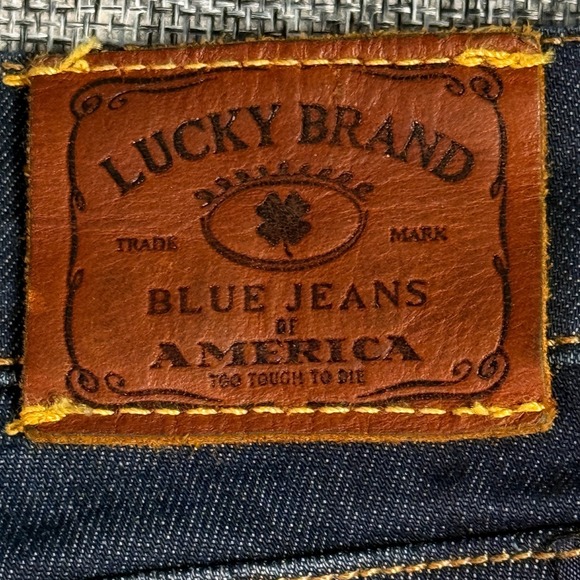 LUCKY BRAND
TRADE MARK
BLUE JEANS
OF
AMERICA
TOO TOUGH TO DIE